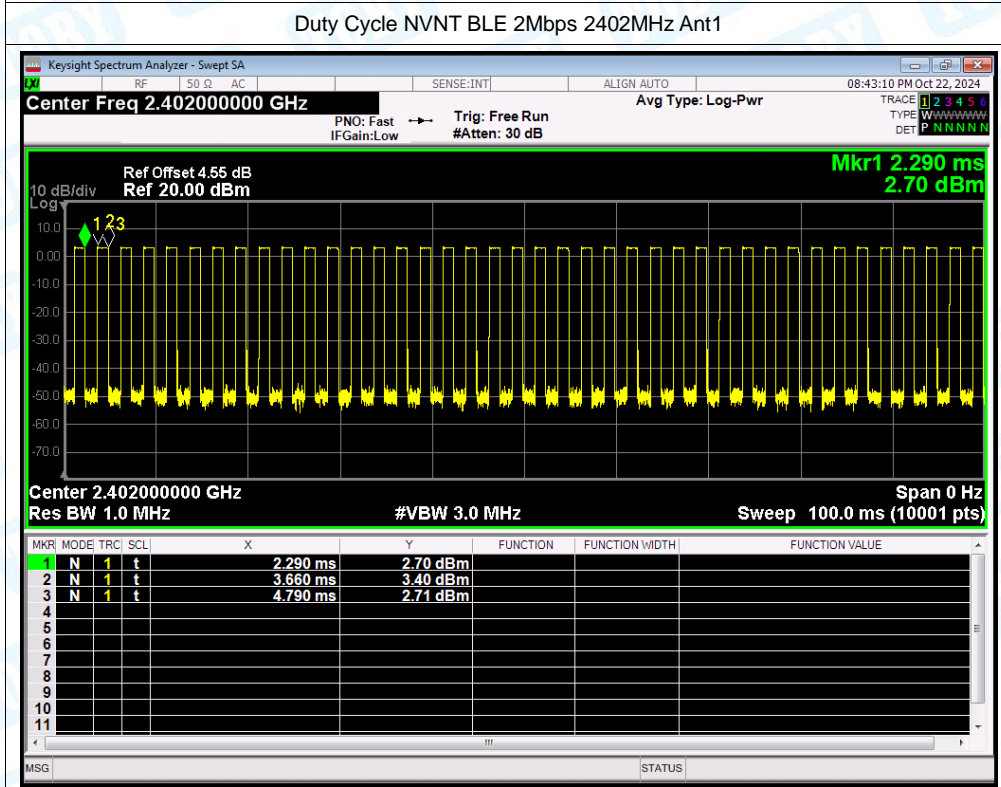 Duty Cycle NVNT BLE 2Mbps 2402MHz Ant1
Keysight Spectrum Analyzer - Swept SA
LXI RF 50 Ω AC SENSE:INT ALIGN AUTO 08:43:10 PM Oct 22, 2024
Center Freq 2.402000000 GHz Avg Type: Log-Pwr TRACE 1 2 3 4 5 6
PNO: Fast Trig: Free Run TYPE WWWWWW
IFGain:Low #Atten: 30 dB DET P N N N N N
Mkr1 2.290 ms
2.70 dBm
Ref Offset 4.55 dB
10 dB/div Ref 20.00 dBm
Log
1 2 3
10.0
0.00
-10.0
-20.0
-30.0
-40.0
-50.0
-60.0
-70.0
Center 2.402000000 GHz Span 0 Hz
Res BW 1.0 MHz #VBW 3.0 MHz Sweep 100.0 ms (10001 pts)
MKR MODE TRC SCL X Y FUNCTION FUNCTION WIDTH FUNCTION VALUE
1 N 1 t 2.290 ms 2.70 dBm
2 N 1 t 3.660 ms 3.40 dBm
3 N 1 t 4.790 ms 2.71 dBm
4
5
6
7
8
9
10
11
MSG STATUS